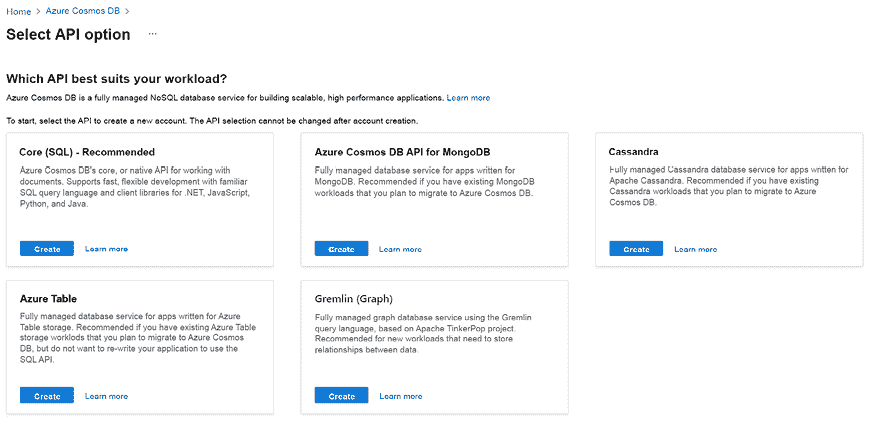 Home > Azure Cosmos DB >
Select API option ...
Which API best suits your workload?
Azure Cosmos DB is a fully managed NoSQL database service for building scalable, high performance applications. Learn more
To start, select the API to create a new account. The API selection cannot be changed after account creation.
Core (SQL) - Recommended
Azure Cosmos DB's core, or native API for working with
documents. Supports fast, flexible development with familiar
SQL query language and client libraries for .NET, JavaScript,
Python, and Java.
Create Learn more
Azure Cosmos DB API for MongoDB
Fully managed database service for apps written for
MongoDB. Recommended if you have existing MongoDB
workloads that you plan to migrate to Azure Cosmos DB.
Create Learn more
Cassandra
Fully managed Cassandra database service for apps written for
Apache Cassandra. Recommended if you have existing
Cassandra workloads that you plan to migrate to Azure
Cosmos DB.
Create Learn more
Azure Table
Fully managed database service for apps written for Azure
Table storage. Recommended if you have existing Azure Table
storage worklods that you plan to migrate to Azure Cosmos
DB, but do not want to re-write your application to use the
SQL API.
Create Learn more
Gremlin (Graph)
Fully managed graph database service using the Gremlin
query language, based on Apache TinkerPop project.
Recommended for new workloads that need to store
relationships between data.
Create Learn more